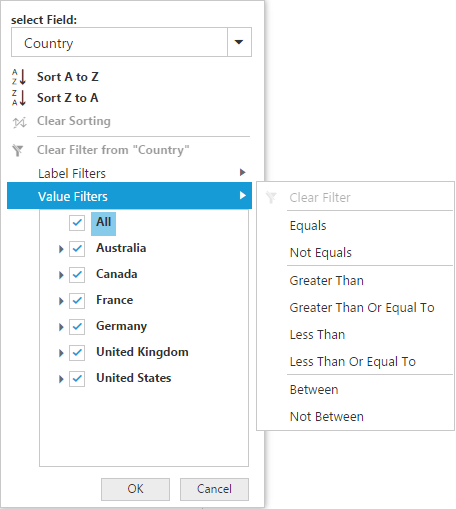 select Field:
Country
Sort A to Z
Sort Z to A
Clear Sorting
Clear Filter from "Country"
Label Filters
Value Filters
All
Australia
Canada
France
Germany
United Kingdom
United States
OK Cancel
Clear Filter
Equals
Not Equals
Greater Than
Greater Than Or Equal To
Less Than
Less Than Or Equal To
Between
Not Between